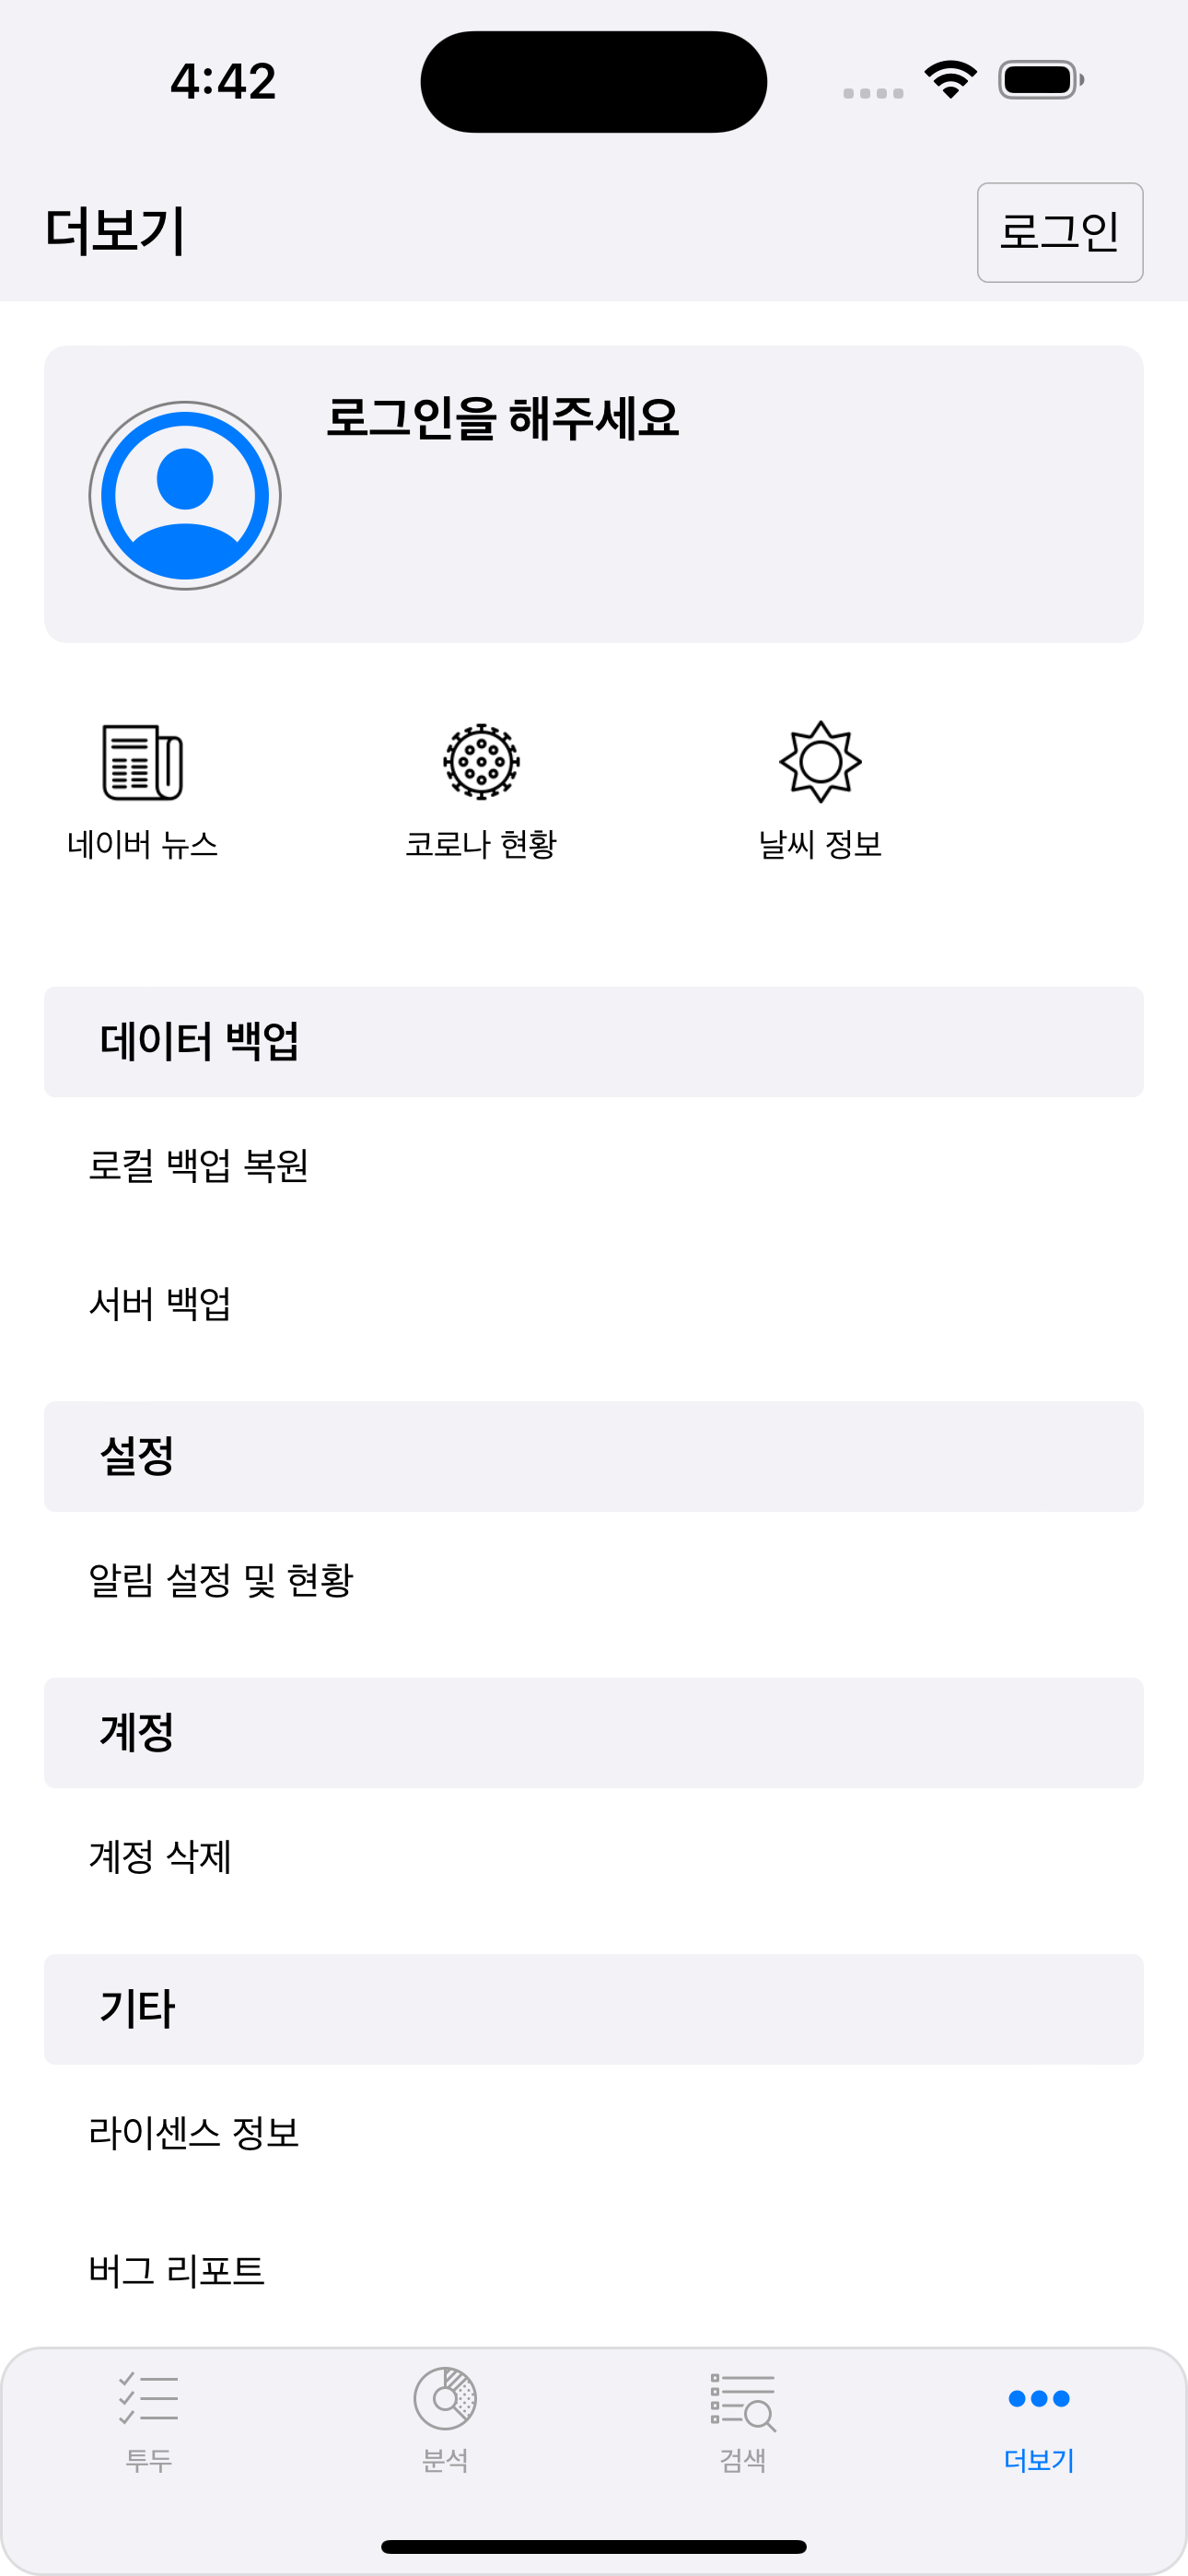 4:42
더보기
로그인
로그인을 해주세요
네이버 뉴스
코로나 현황
날씨 정보
데이터 백업
로컬 백업 복원
서버 백업
설정
알림 설정 및 현황
계정
계정 삭제
기타
라이센스 정보
버그 리포트
투두
분석
검색
더보기